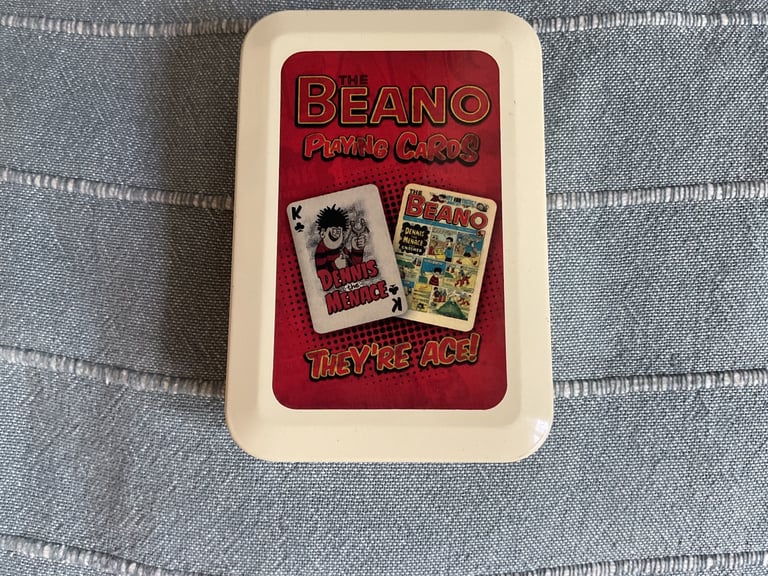 THE
BEANO
PLAYING CARDS
K
DENNIS
the
MENACE
K
THE
BEANO
DENNIS
the
MENACE
THEY'RE ACE!